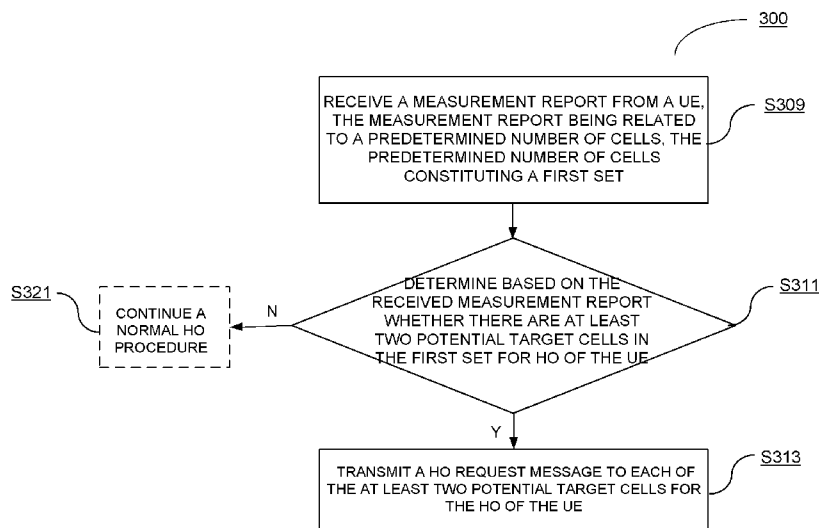 300
RECEIVE A MEASUREMENT REPORT FROM A UE,
THE MEASUREMENT REPORT BEING RELATED
TO A PREDETERMINED NUMBER OF CELLS, THE
PREDETERMINED NUMBER OF CELLS
CONSTITUTING A FIRST SET
S309
DETERMINE BASED ON THE
RECEIVED MEASUREMENT REPORT
WHETHER THERE ARE AT LEAST
TWO POTENTIAL TARGET CELLS IN
THE FIRST SET FOR HO OF THE UE
S311
S321
CONTINUE A
NORMAL HO
PROCEDURE
N
Y
TRANSMIT A HO REQUEST MESSAGE TO EACH OF
THE AT LEAST TWO POTENTIAL TARGET CELLS FOR
THE HO OF THE UE
S313